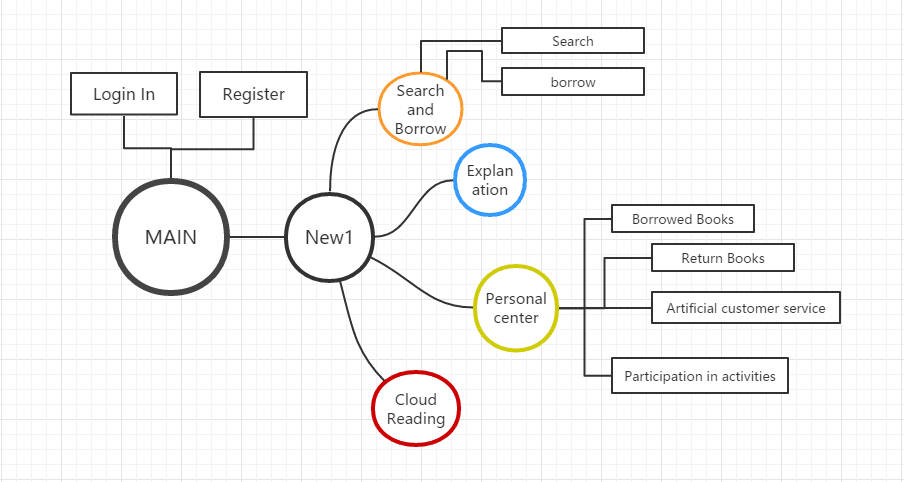 Login In
Register
MAIN
New1
Search
and
Borrow
Search
borrow
Explan
ation
Personal
center
Borrowed Books
Return Books
Artificial customer service
Participation in activities
Cloud
Reading